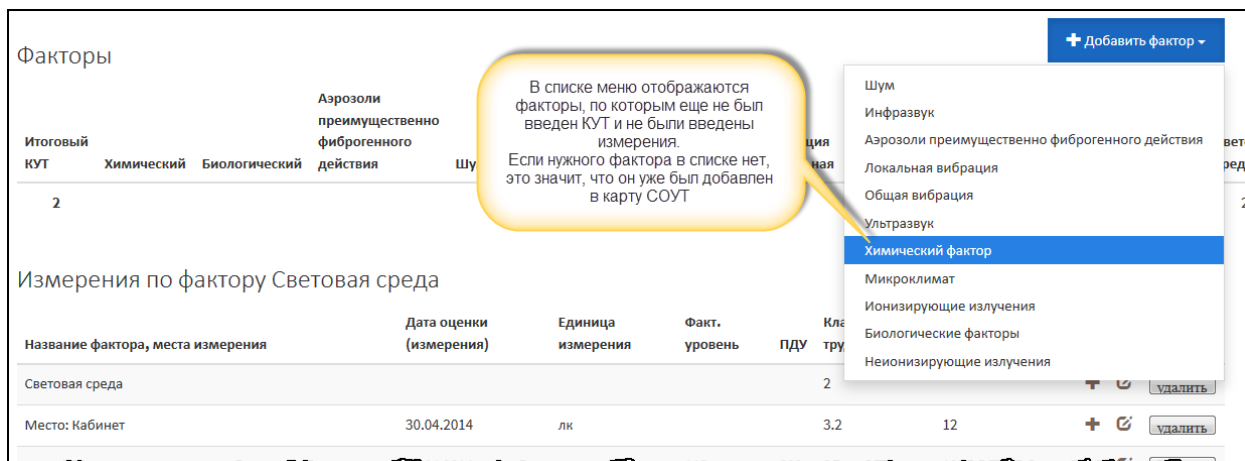 Факторы
+ Добавить фактор
В списке меню отображаются
факторы, по которым еще не был
введен КУТ и не были введены
измерения.
Если нужного фактора в списке нет,
это значит, что он уже был добавлен
в карту СОУТ
Шум
Инфразвук
Аэрозоли преимущественно фиброгенного действия
Локальная вибрация
Общая вибрация
Ультразвук
Химический фактор
Микроклимат
Ионизирующие излучения
Биологические факторы
Неионизирующие излучения
Аэрозоли
преимущественно
Итоговый фиброгенного
КУТ Химический Биологический действия
2
Измерения по фактору Световая среда
Дата оценки Единица Факт.
Название фактора, места измерения (измерения) измерения уровень ПДУ
Световая среда 2 + удалить
Место: Кабинет 30.04.2014 лк 3.2 12 + удалить